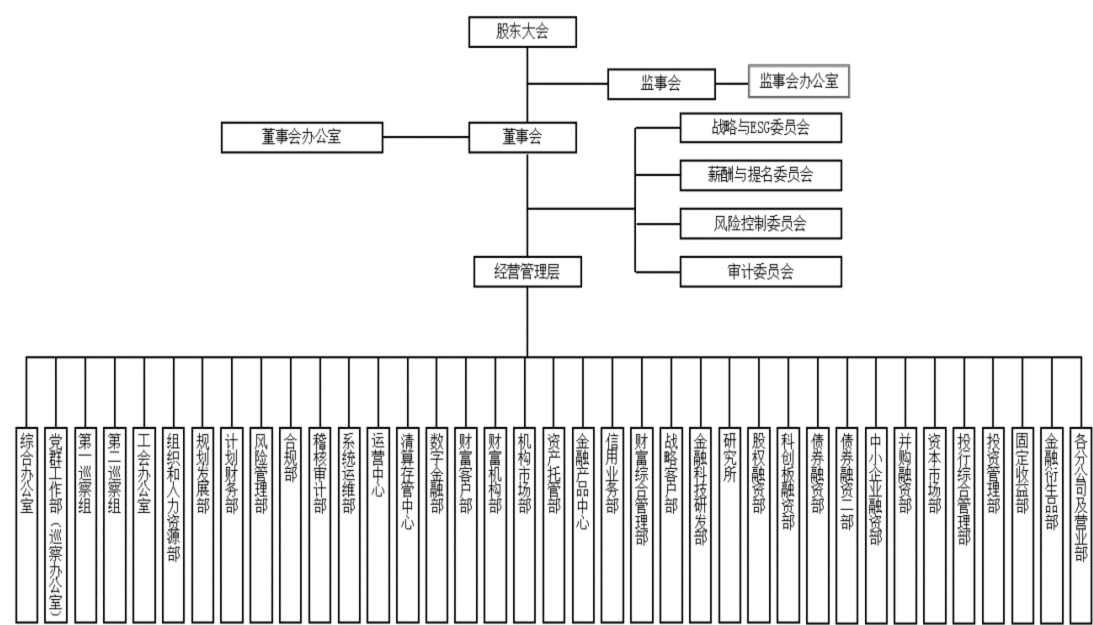 股东大会
监事会
监事会办公室
董事会办公室
董事会
战略与ESG委员会
薪酬与提名委员会
风险控制委员会
经营管理层
审计委员会
综合办公室
党群工作部（巡察办公室）
第一巡察组
第二巡察组
工会办公室
组织和人力资源部
规划发展部
计划财务部
风险管理部
合规部
稽核审计部
系统运维部
运营中心
清算存管中心
数字金融部
财富客户部
财富机构部
机构市场部
资产托管部
金融产品中心
信用业务部
财富综合管理部
战略客户部
金融科技研发部
研究所
股权融资部
科创板融资部
债券融资部
债券融资二部
中小企业融资部
并购融资部
资本市场部
投行综合管理部
投资管理部
固定收益部
金融衍生品部
各分公司及营业部